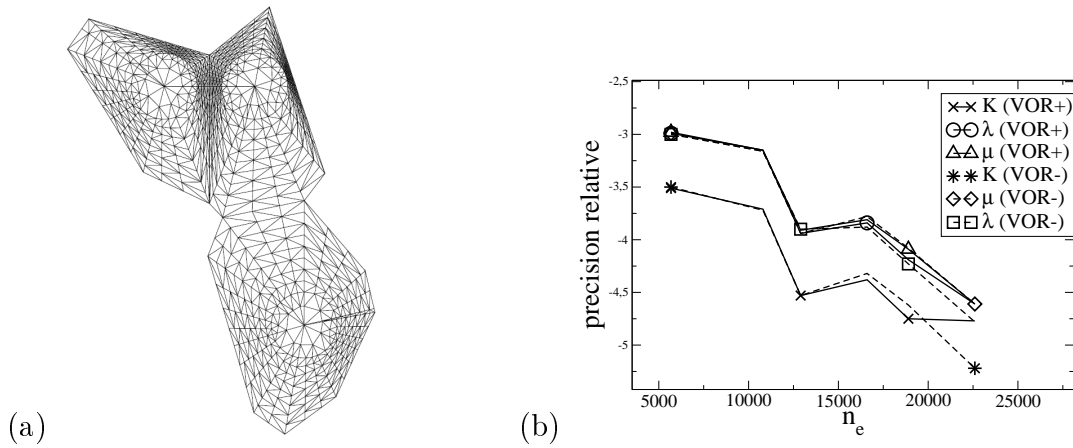 (a)
(b)
precision relative
-2,5
-3
-3.5
-4
-4.5
-5
5000 10000 15000 20000 25000
n_e
K (VOR+)
λ (VOR+)
μ (VOR+)
K (VOR-)
μ (VOR-)
λ (VOR-)